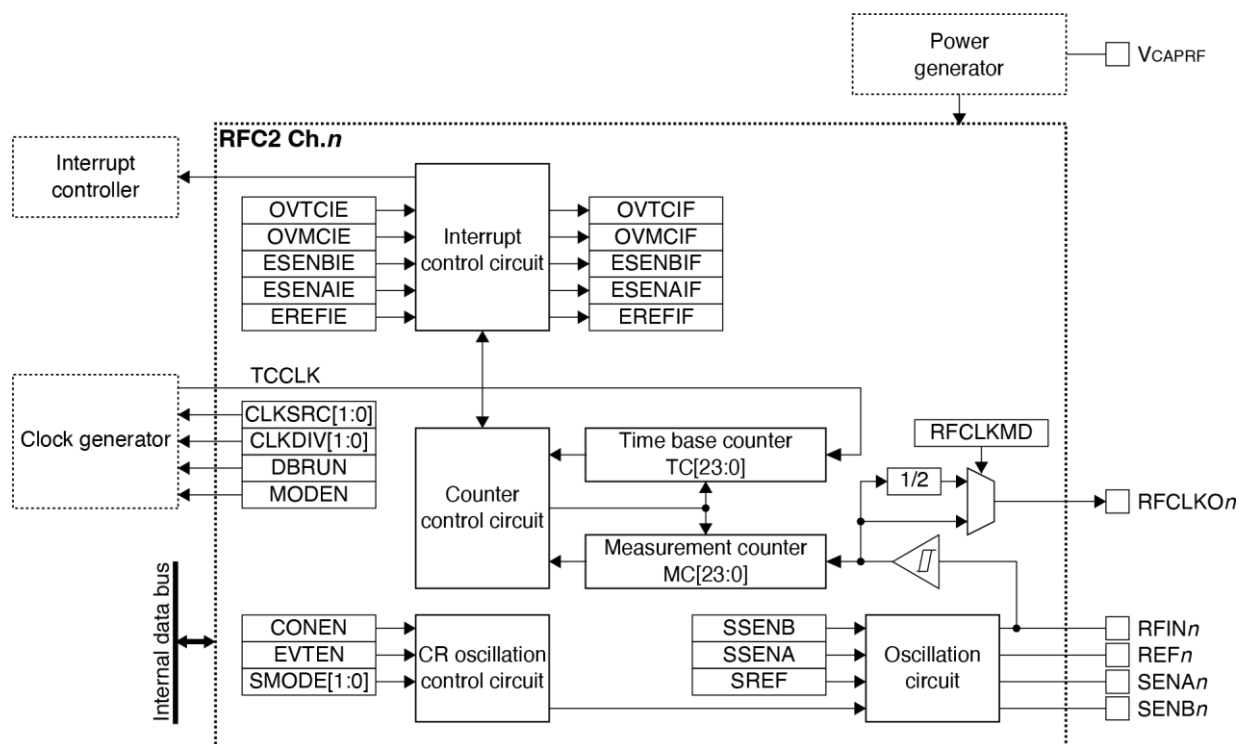 Power
generator
VCAPRF
RFC2 Ch.n
Interrupt
controller
OVTCIE
OVMCIE
ESENBIE
ESENAIE
EREFIE
Interrupt
control circuit
OVTCIF
OVMCIF
ESENBIF
ESENAIF
EREFIF
TCCLK
Clock generator
CLKSRC[1:0]
CLKDIV[1:0]
DBRUN
MODEN
Counter
control circuit
Time base counter
TC[23:0]
Measurement counter
MC[23:0]
RFCLKMD
1/2
RFCLKOn
Internal data bus
CONEN
EVTEN
SMODE[1:0]
CR oscillation
control circuit
SSENB
SSENA
SREF
Oscillation
circuit
RFINn
REFn
SENAn
SENBn